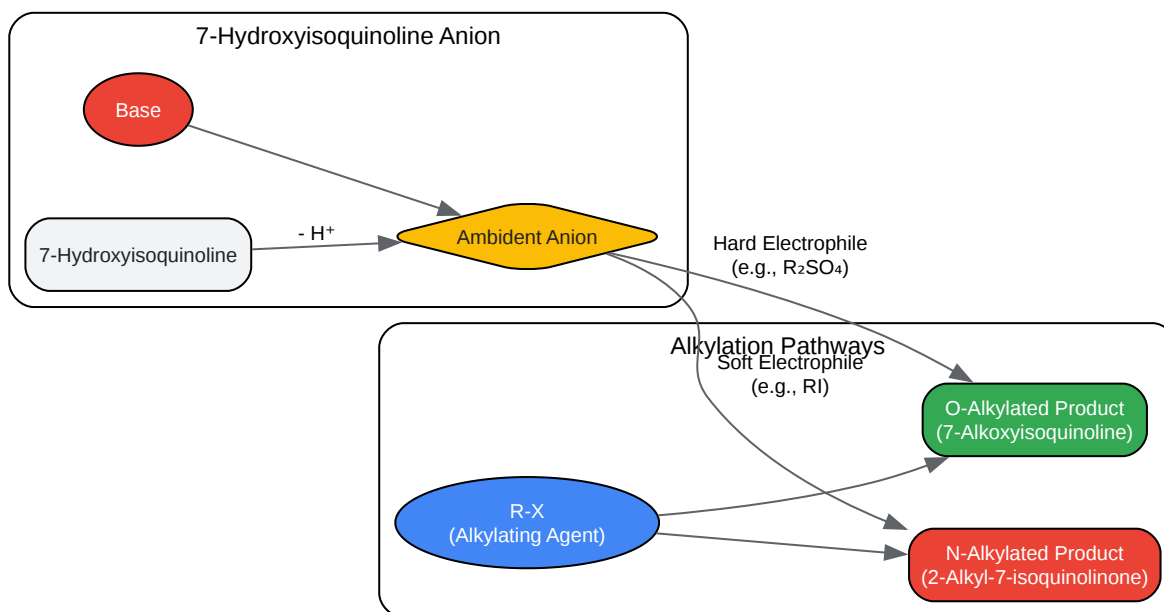 7-Hydroxyisoquinoline Anion
Base
7-Hydroxyisoquinoline
- H⁺
Ambident Anion
Hard Electrophile
(e.g., R₂SO₄)
Alkylation Pathways
Soft Electrophile
(e.g., RI)
O-Alkylated Product
(7-Alkoxyisoquinoline)
R-X
(Alkylating Agent)
N-Alkylated Product
(2-Alkyl-7-isoquinolinone)